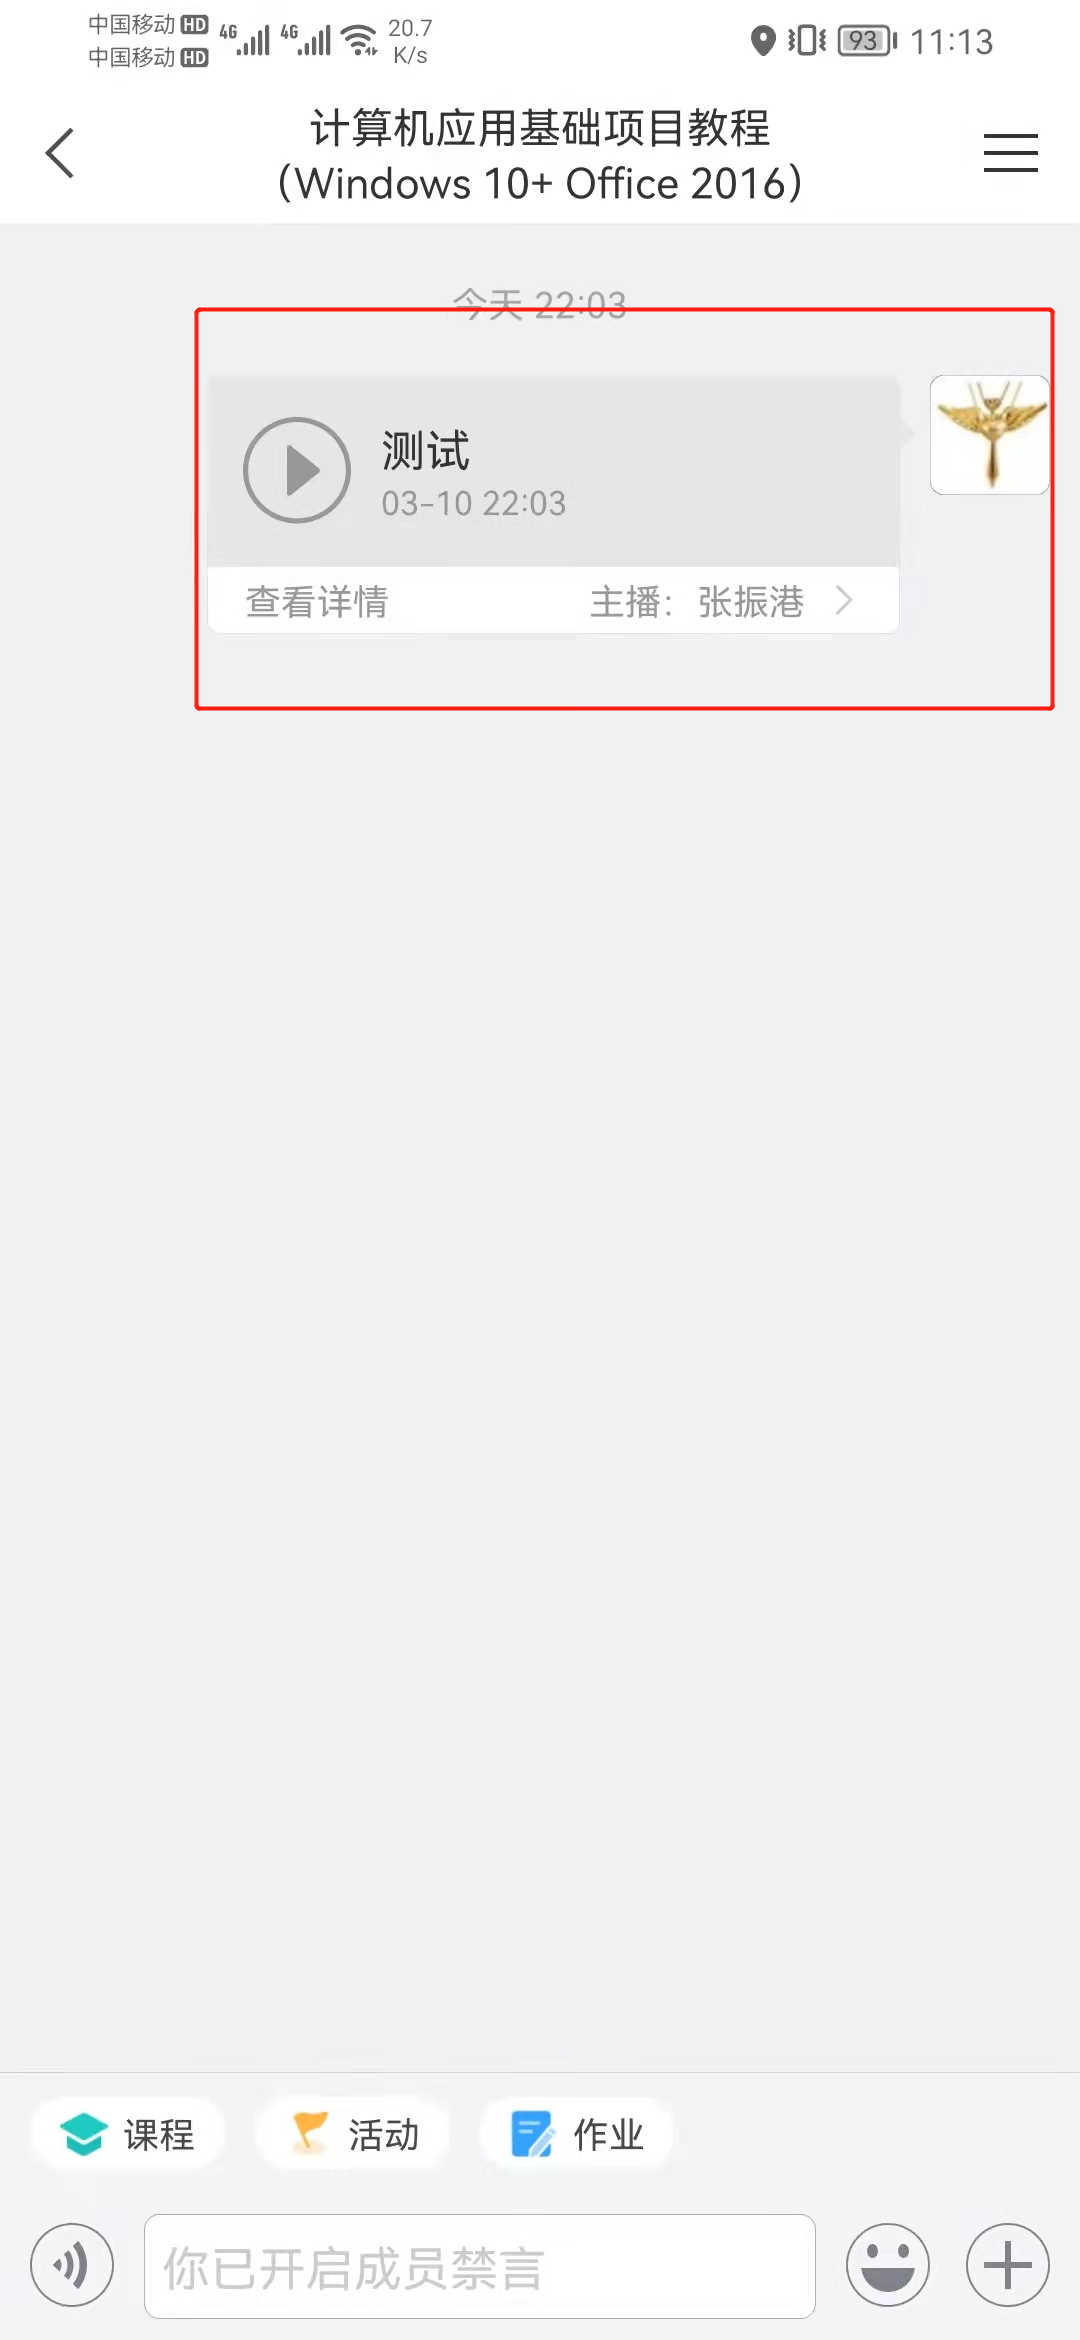 中国移动 HD 4G 4G 20.7 K/s 93 11:13
中国移动 HD
计算机应用基础项目教程
(Windows 10+ Office 2016)
今天 22:03
测试
03-10 22:03
查看详情 主播： 张振港
课程 活动 作业
你已开启成员禁言